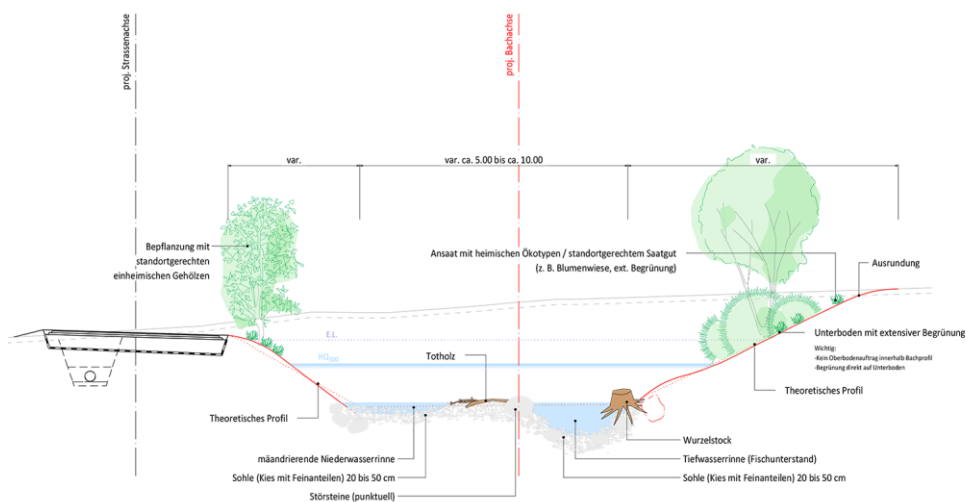 proj. Strassenachse
proj. Bachachse
var.
var. ca. 5.00 bis ca. 10.00
var.
Bepflanzung mit
standortgerechten
einheimischen Gehölzen
Ansaat mit heimischen Ökotypen / standortgerechtem Saatgut
(z. B. Blumenwiese, ext. Begrünung)
Ausrundung
E.L.
HQ100
Unterboden mit extensiver Begrünung
Wichtig:
-Kein Oberbodenauftrag innerhalb Bachprofil
-Begrünung direkt auf Unterboden
Totholz
Theoretisches Profil
Theoretisches Profil
Wurzelstock
mäandrierende Niederwasserrinne
Tiefwasserrinne (Fischunterstand)
Sohle (Kies mit Feinanteilen) 20 bis 50 cm
Sohle (Kies mit Feinanteilen) 20 bis 50 cm
Störsteine (punktuell)